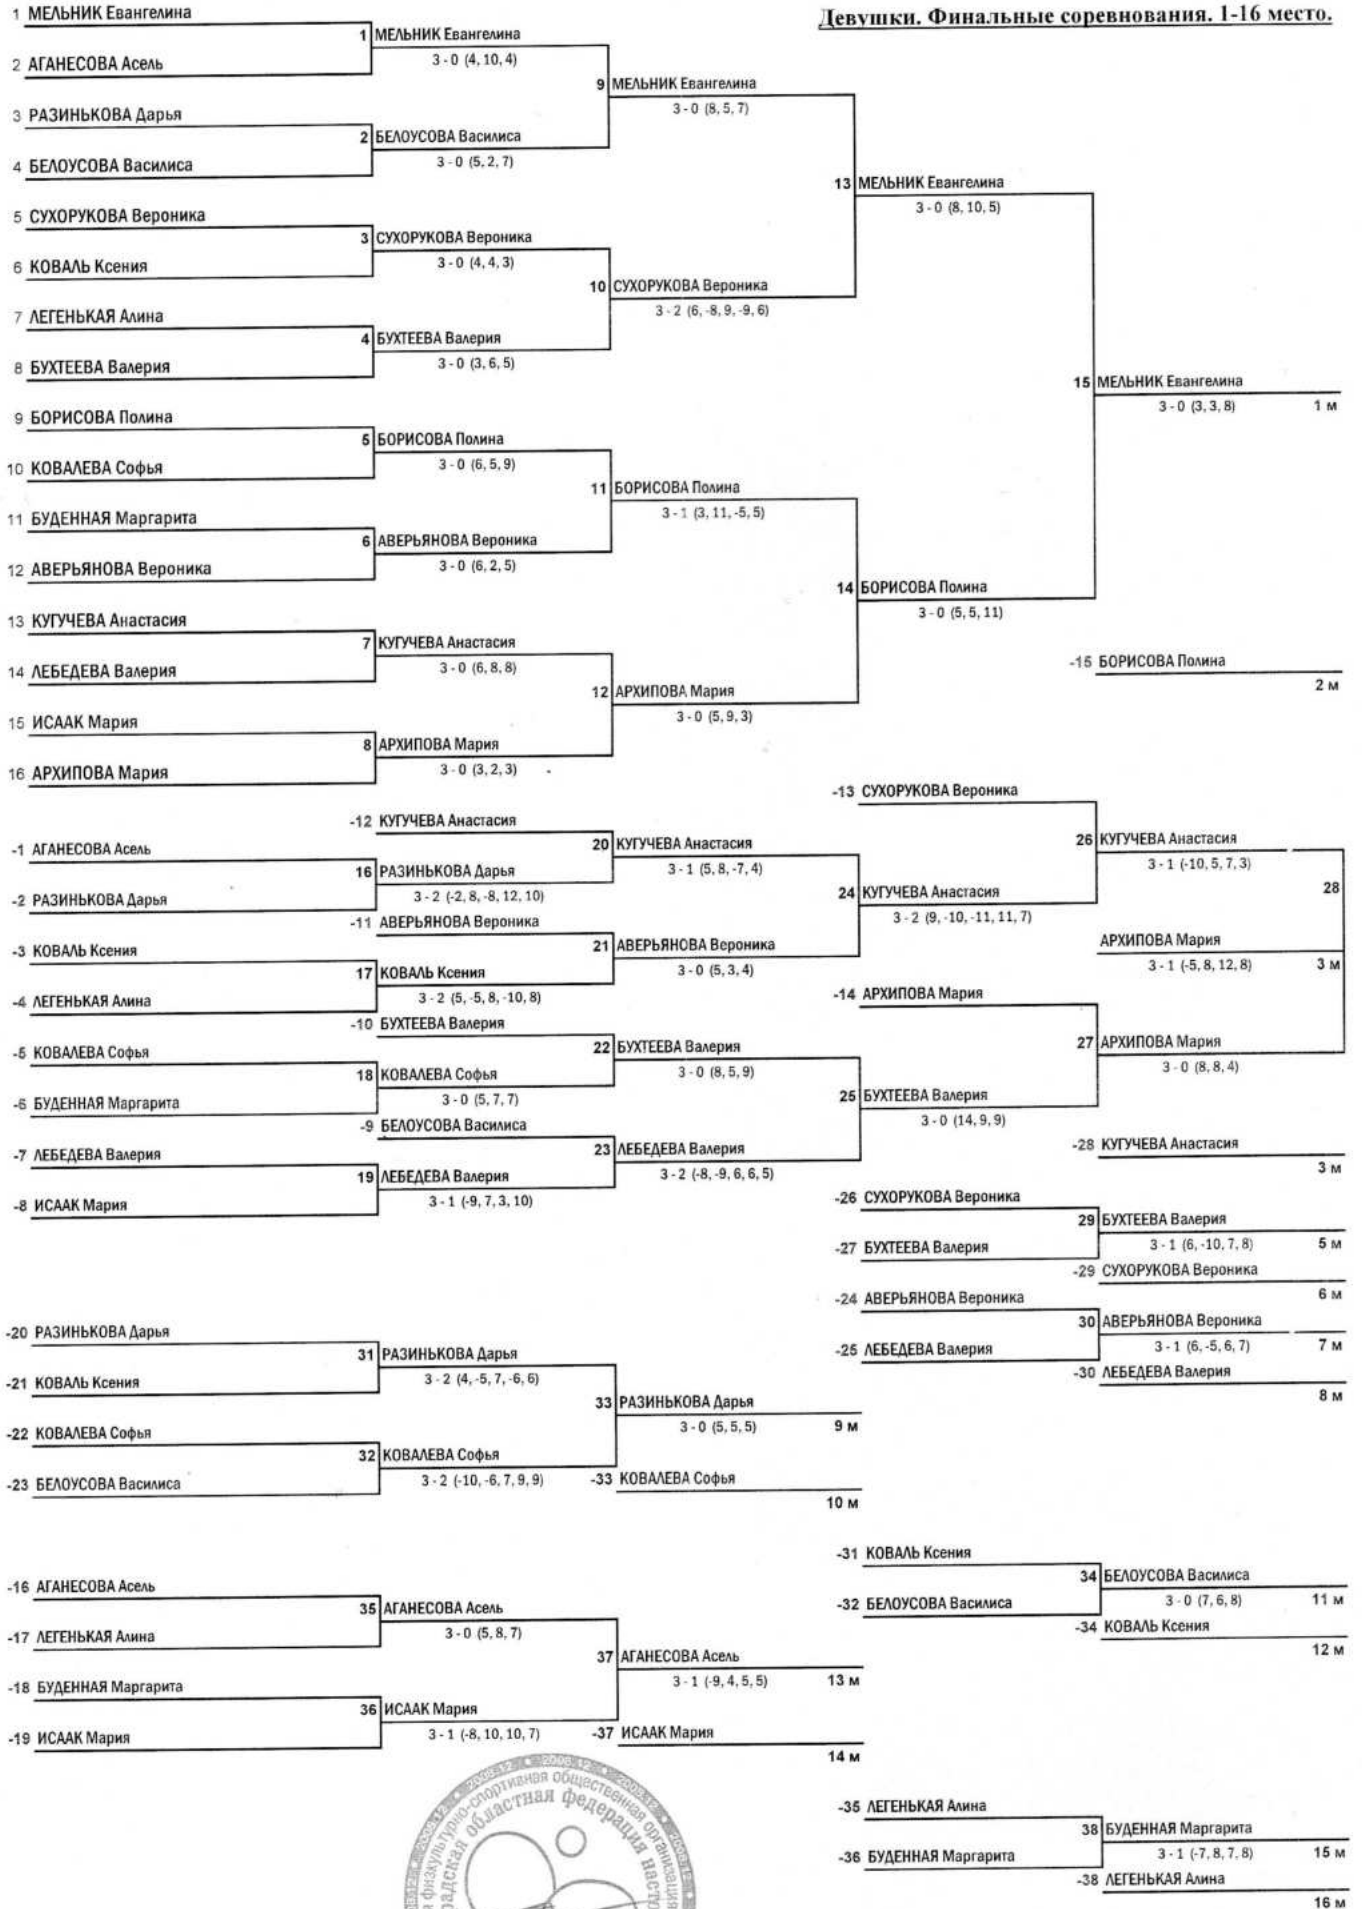 Девушки. Финальные соревнования. 1-16 место.
1 МЕЛЬНИК Евангелина
1 МЕЛЬНИК Евангелина
3 - 0 (4, 10, 4)
2 АГАНЕСОВА Асель
9 МЕЛЬНИК Евангелина
3 - 0 (8, 5, 7)
3 РАЗИНЬКОВА Дарья
2 БЕЛОУСОВА Василиса
3 - 0 (5, 2, 7)
4 БЕЛОУСОВА Василиса
13 МЕЛЬНИК Евангелина
3 - 0 (8, 10, 5)
5 СУХОРУКОВА Вероника
3 СУХОРУКОВА Вероника
3 - 0 (4, 4, 3)
6 КОВАЛЬ Ксения
10 СУХОРУКОВА Вероника
3 - 2 (6, -8, 9, -9, 6)
7 ЛЕГЕНЬКАЯ Алина
4 БУХТЕЕВА Валерия
3 - 0 (3, 6, 5)
8 БУХТЕЕВА Валерия
15 МЕЛЬНИК Евангелина
3 - 0 (3, 3, 8) 1 м
9 БОРИСОВА Полина
5 БОРИСОВА Полина
3 - 0 (6, 5, 9)
10 КОВАЛЕВА Софья
11 БОРИСОВА Полина
3 - 1 (3, 11, -5, 5)
11 БУДЕННАЯ Маргарита
6 АВЕРЬЯНОВА Вероника
3 - 0 (6, 2, 5)
12 АВЕРЬЯНОВА Вероника
14 БОРИСОВА Полина
3 - 0 (5, 5, 11)
13 КУГУЧЕВА Анастасия
7 КУГУЧЕВА Анастасия
3 - 0 (6, 8, 8)
14 ЛЕБЕДЕВА Валерия
-15 БОРИСОВА Полина
2 м
12 АРХИПОВА Мария
3 - 0 (5, 9, 3)
15 ИСААК Мария
8 АРХИПОВА Мария
3 - 0 (3, 2, 3)
16 АРХИПОВА Мария
-13 СУХОРУКОВА Вероника
-12 КУГУЧЕВА Анастасия
20 КУГУЧЕВА Анастасия
3 - 1 (5, 8, -7, 4)
26 КУГУЧЕВА Анастасия
3 - 1 (-10, 5, 7, 3)
-1 АГАНЕСОВА Асель
16 РАЗИНЬКОВА Дарья
3 - 2 (-2, 8, -8, 12, 10)
24 КУГУЧЕВА Анастасия
3 - 2 (9, -10, -11, 11, 7)
28
-2 РАЗИНЬКОВА Дарья
-11 АВЕРЬЯНОВА Вероника
21 АВЕРЬЯНОВА Вероника
3 - 0 (5, 3, 4)
АРХИПОВА Мария
3 - 1 (-5, 8, 12, 8) 3 м
-3 КОВАЛЬ Ксения
17 КОВАЛЬ Ксения
3 - 2 (5, -5, 8, -10, 8)
-4 ЛЕГЕНЬКАЯ Алина
-14 АРХИПОВА Мария
-10 БУХТЕЕВА Валерия
22 БУХТЕЕВА Валерия
3 - 0 (8, 5, 9)
27 АРХИПОВА Мария
3 - 0 (8, 8, 4)
-5 КОВАЛЕВА Софья
18 КОВАЛЕВА Софья
3 - 0 (5, 7, 7)
25 БУХТЕЕВА Валерия
3 - 0 (14, 9, 9)
-6 БУДЕННАЯ Маргарита
-9 БЕЛОУСОВА Василиса
23 ЛЕБЕДЕВА Валерия
3 - 2 (-8, -9, 6, 6, 5)
-28 КУГУЧЕВА Анастасия
3 м
-7 ЛЕБЕДЕВА Валерия
19 ЛЕБЕДЕВА Валерия
3 - 1 (-9, 7, 3, 10)
-8 ИСААК Мария
-26 СУХОРУКОВА Вероника
29 БУХТЕЕВА Валерия
3 - 1 (6, -10, 7, 8) 5 м
-27 БУХТЕЕВА Валерия
-29 СУХОРУКОВА Вероника
6 м
-24 АВЕРЬЯНОВА Вероника
30 АВЕРЬЯНОВА Вероника
3 - 1 (6, -5, 6, 7) 7 м
-25 ЛЕБЕДЕВА Валерия
-30 ЛЕБЕДЕВА Валерия
8 м
-20 РАЗИНЬКОВА Дарья
31 РАЗИНЬКОВА Дарья
3 - 2 (4, -5, 7, -6, 6)
-21 КОВАЛЬ Ксения
33 РАЗИНЬКОВА Дарья
3 - 0 (5, 5, 5) 9 м
-22 КОВАЛЕВА Софья
32 КОВАЛЕВА Софья
3 - 2 (-10, -6, 7, 9, 9)
-23 БЕЛОУСОВА Василиса
-33 КОВАЛЕВА Софья
10 м
-31 КОВАЛЬ Ксения
34 БЕЛОУСОВА Василиса
3 - 0 (7, 6, 8) 11 м
-32 БЕЛОУСОВА Василиса
-34 КОВАЛЬ Ксения
12 м
-16 АГАНЕСОВА Асель
35 АГАНЕСОВА Асель
3 - 0 (5, 8, 7)
-17 ЛЕГЕНЬКАЯ Алина
37 АГАНЕСОВА Асель
3 - 1 (-9, 4, 5, 5) 13 м
-18 БУДЕННАЯ Маргарита
36 ИСААК Мария
3 - 1 (-8, 10, 10, 7)
-19 ИСААК Мария
-37 ИСААК Мария
14 м
-35 ЛЕГЕНЬКАЯ Алина
38 БУДЕННАЯ Маргарита
3 - 1 (-7, 8, 7, 8) 15 м
-36 БУДЕННАЯ Маргарита
-38 ЛЕГЕНЬКАЯ Алина
16 м
физкультурно-спортивная общественная организация
областная федерация